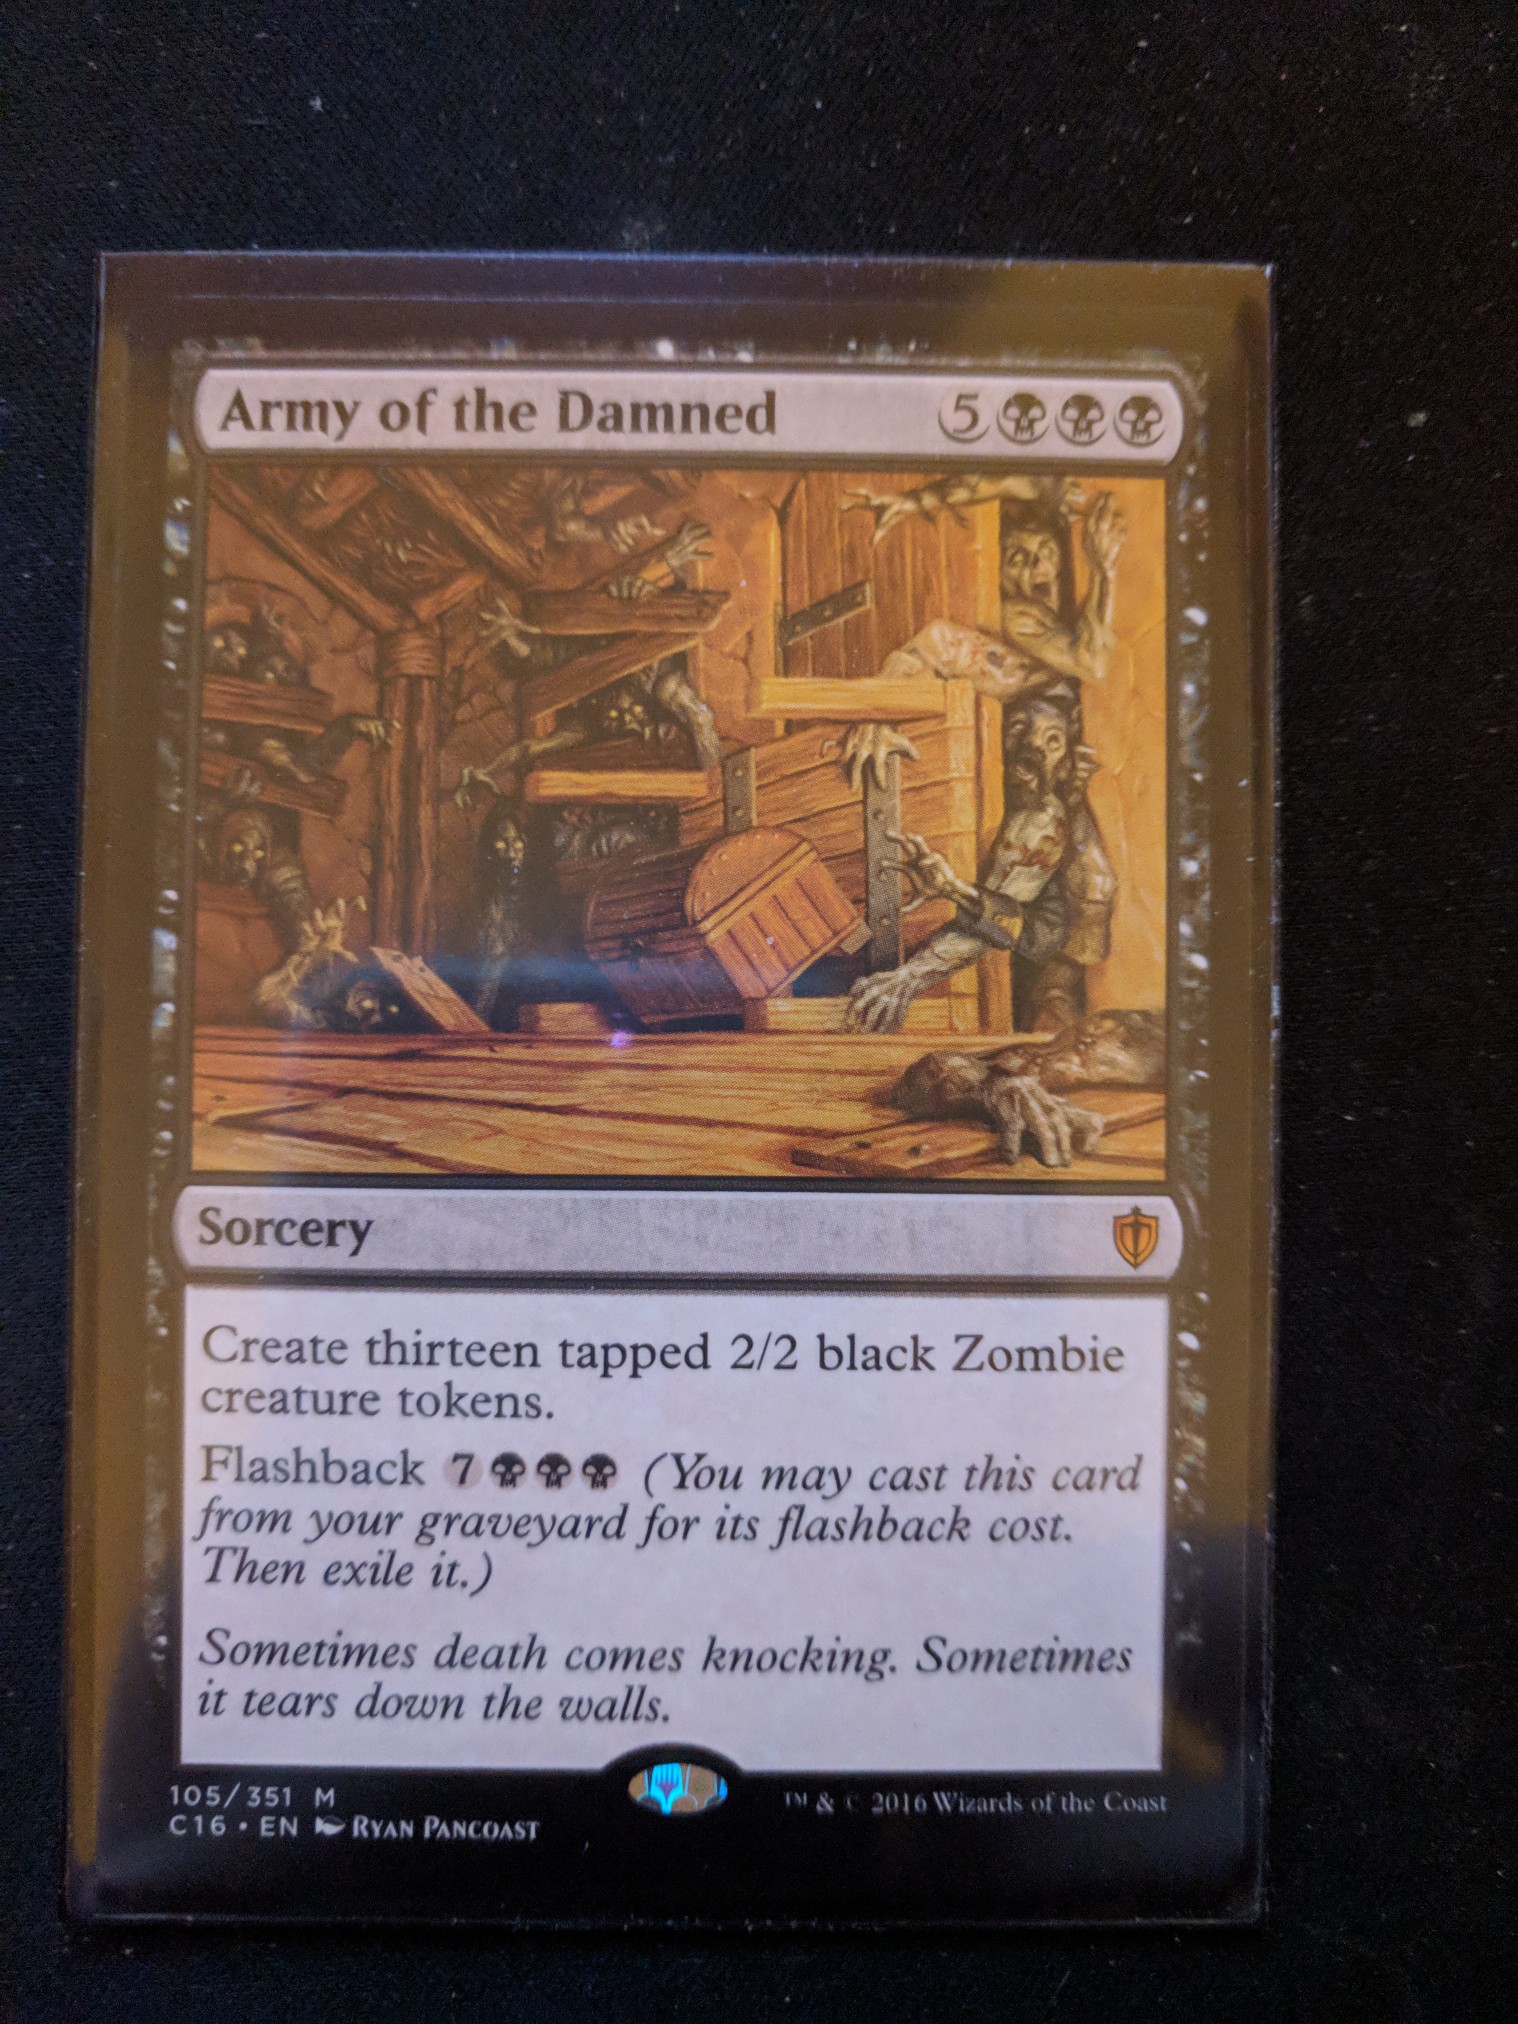 Army of the Damned 5
Sorcery
Create thirteen tapped 2/2 black Zombie
creature tokens.
Flashback 7 (You may cast this card
from your graveyard for its flashback cost.
Then exile it.)
Sometimes death comes knocking. Sometimes
it tears down the walls.
105/351 M
C16 • EN RYAN PANCOAST
™ & © 2016 Wizards of the Coast